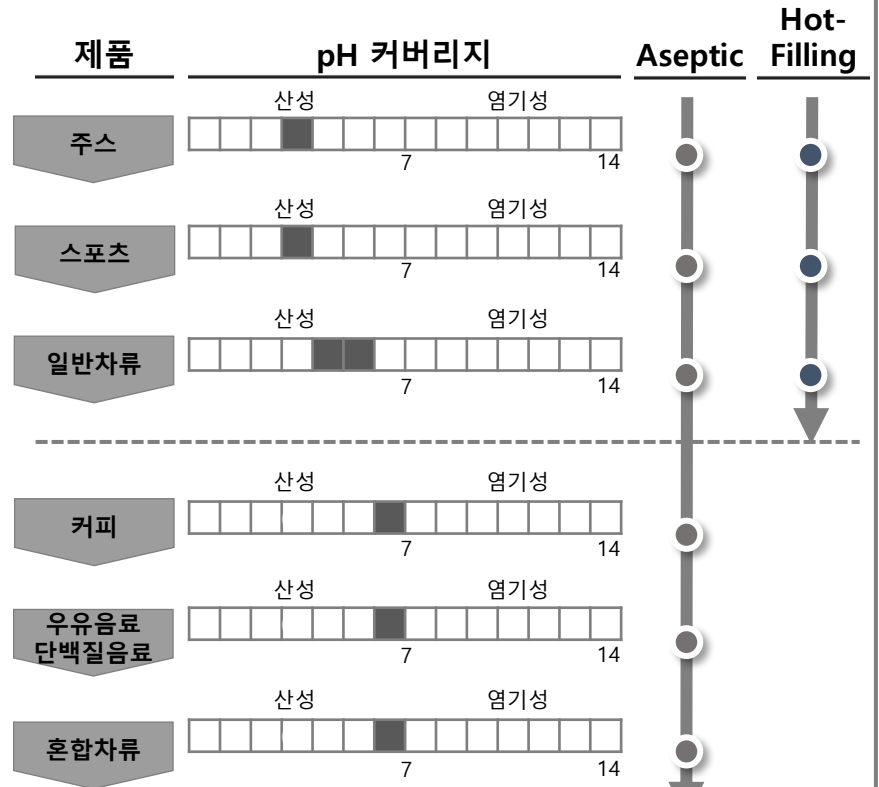 제품
pH 커버리지
Aseptic
Hot-
Filling
산성
염기성
주스
7
14
산성
염기성
스포츠
7
14
산성
염기성
일반차류
7
14
산성
염기성
커피
7
14
산성
염기성
우유음료
단백질음료
7
14
산성
염기성
혼합차류
7
14